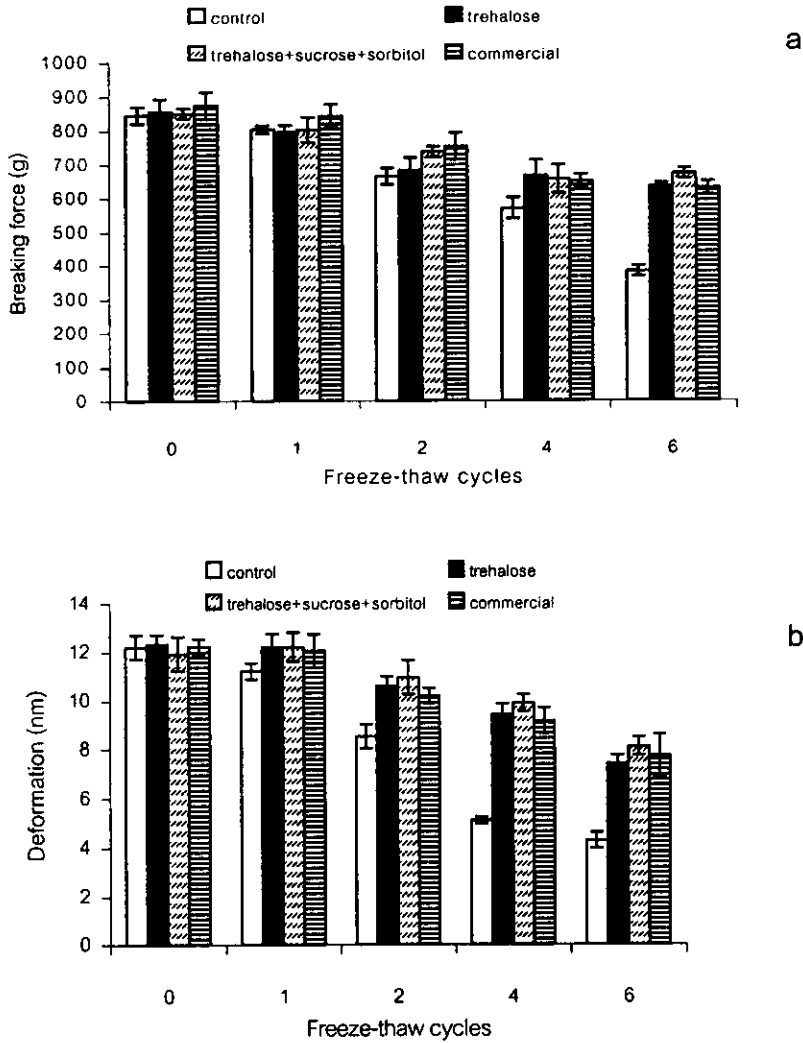 control trehalose
trehalose+sucrose+sorbitol commercial
a
1000
900
800
700
600
500
400
300
200
100
0
Breaking force (g)
0 1 2 4 6
Freeze-thaw cycles
control trehalose
trehalose+sucrose+sorbitol commercial
b
14
12
10
8
6
4
2
0
Deformation (nm)
0 1 2 4 6
Freeze-thaw cycles